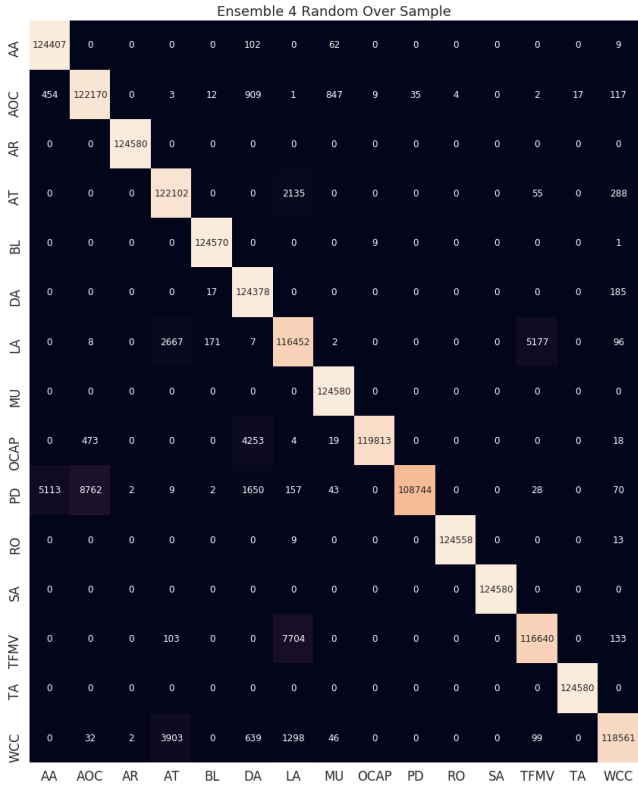 Ensemble 4 Random Over Sample
AA 124407 0 0 0 0 102 0 62 0 0 0 0 0 0 9
AOC 454 122170 0 3 12 909 1 847 9 35 4 0 2 17 117
AR 0 0 124580 0 0 0 0 0 0 0 0 0 0 0 0
AT 0 0 0 122102 0 0 2135 0 0 0 0 0 55 0 288
BL 0 0 0 0 124570 0 0 0 9 0 0 0 0 0 1
DA 0 0 0 0 17 124378 0 0 0 0 0 0 0 0 185
LA 0 8 0 2667 171 7 116452 2 0 0 0 0 5177 0 96
MU 0 0 0 0 0 0 0 124580 0 0 0 0 0 0 0
OCAP 0 473 0 0 0 4253 4 19 119813 0 0 0 0 0 18
PD 5113 8762 2 9 2 1650 157 43 0 108744 0 0 28 0 70
RO 0 0 0 0 0 0 9 0 0 0 124558 0 0 0 13
SA 0 0 0 0 0 0 0 0 0 0 0 124580 0 0 0
TFMV 0 0 0 103 0 0 7704 0 0 0 0 0 116640 0 133
TA 0 0 0 0 0 0 0 0 0 0 0 0 0 124580 0
WCC 0 32 2 3903 0 639 1298 46 0 0 0 0 99 0 118561
AA AOC AR AT BL DA LA MU OCAP PD RO SA TFMV TA WCC